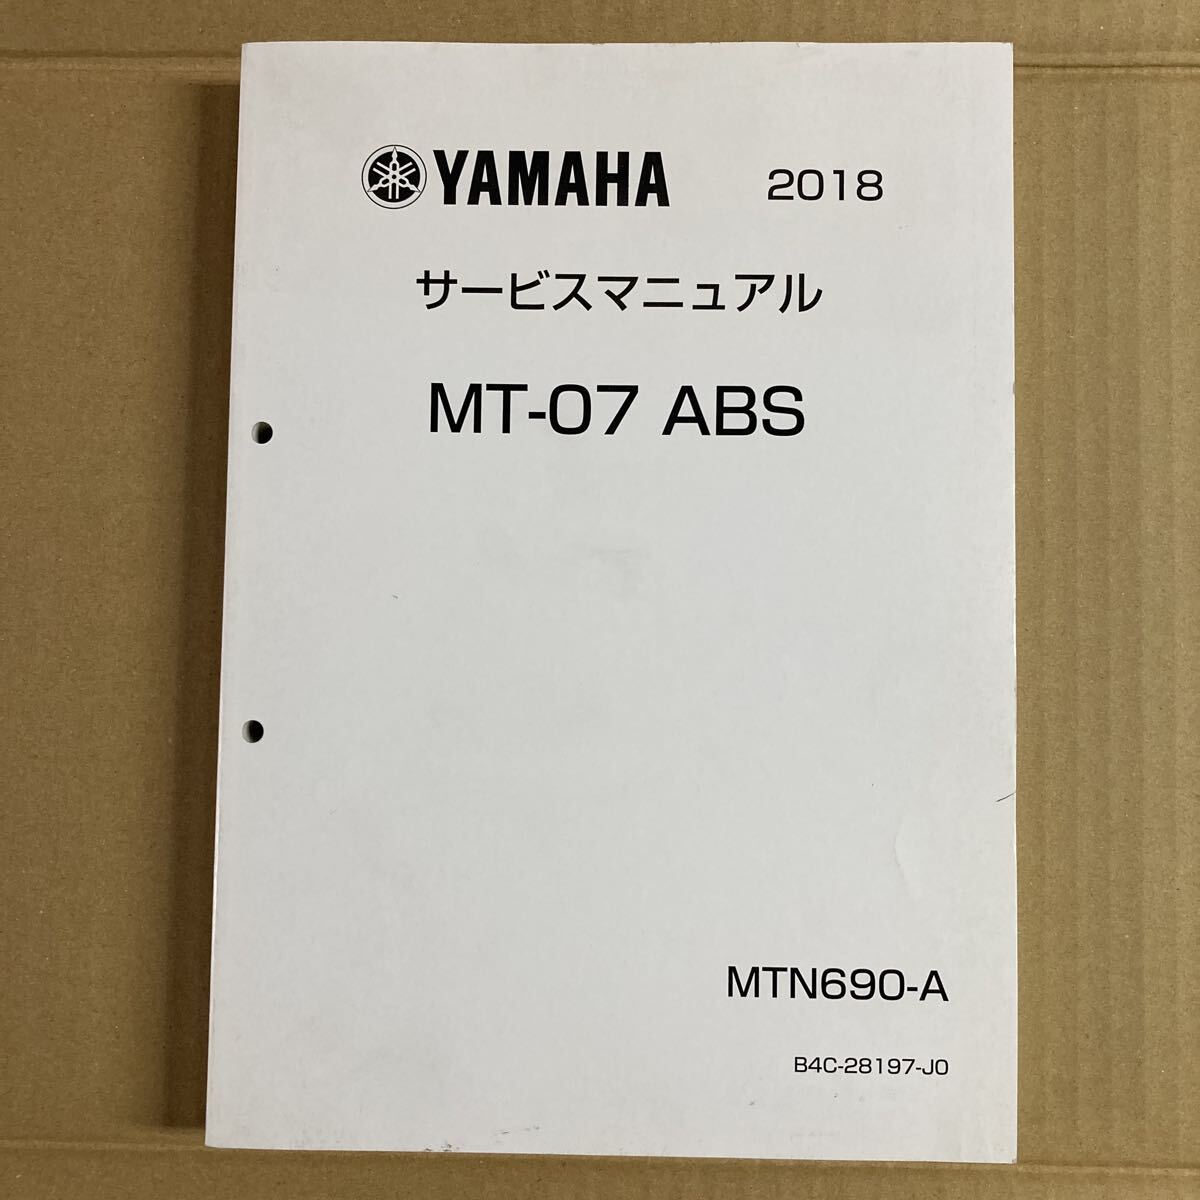 YAMAHA 2018
サービスマニュアル
MT-07 ABS
MTN690-A
B4C-28197-J0